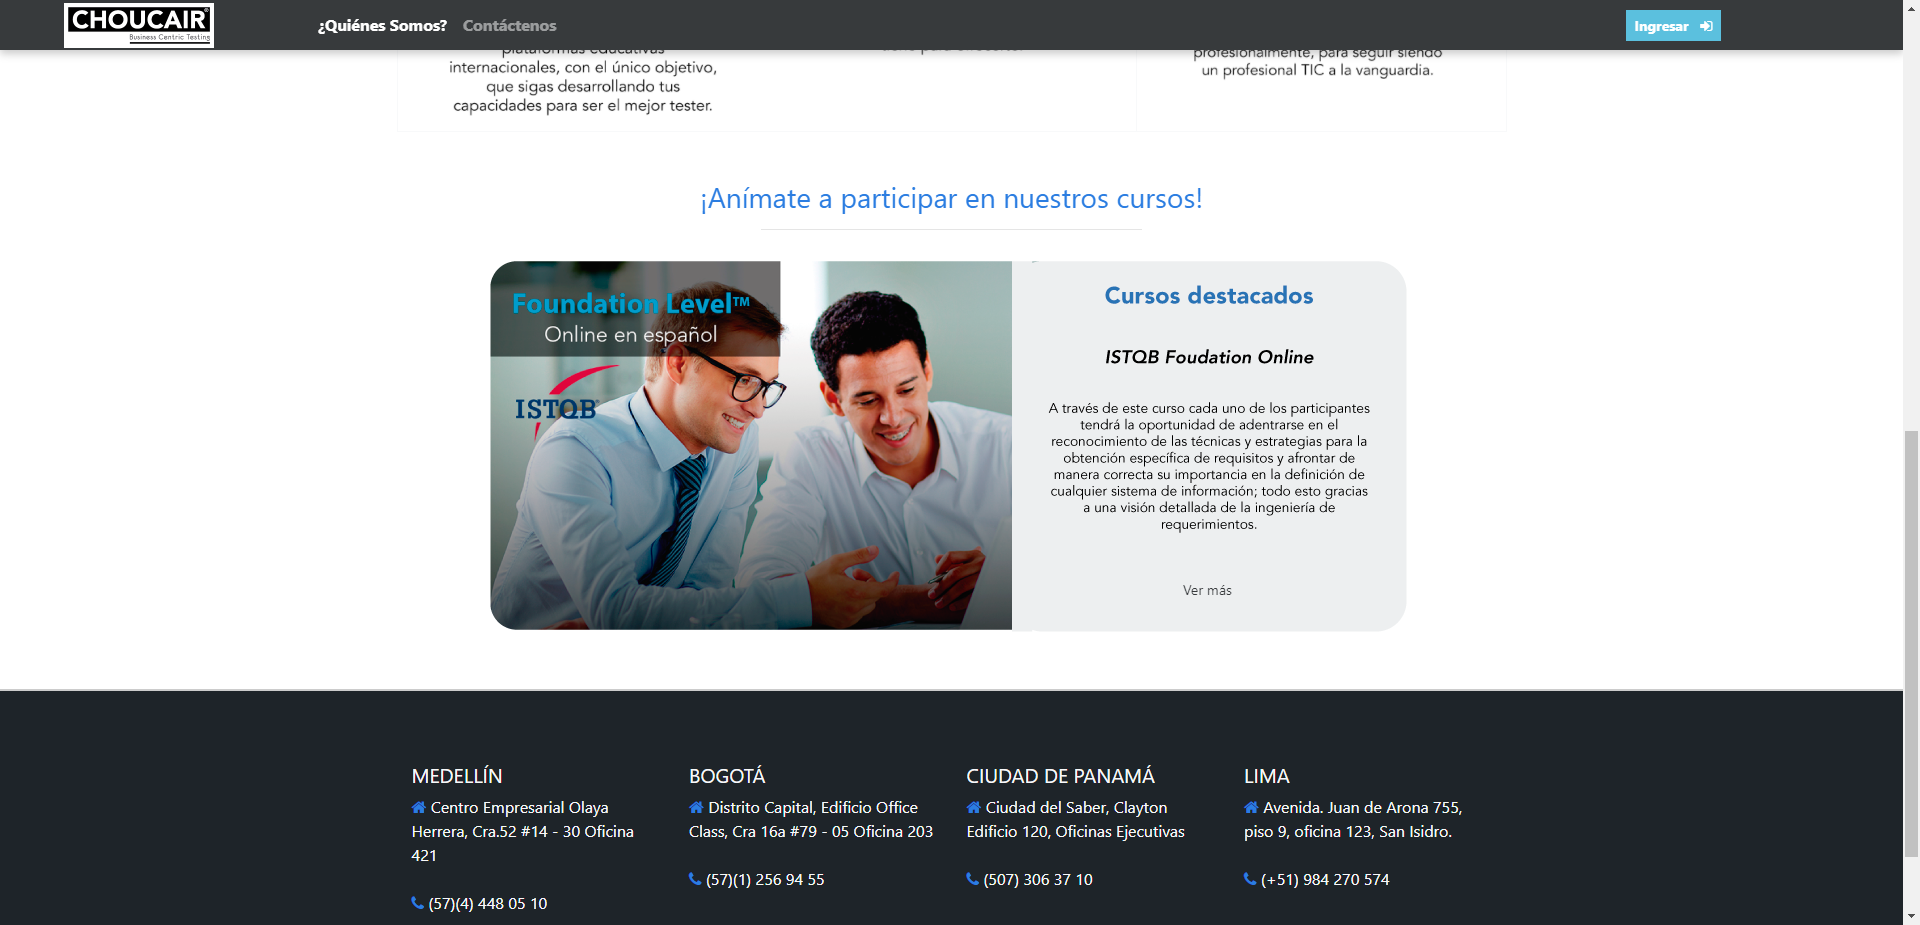 CHOUCAIR®
Business Centric Testing
¿Quiénes Somos?
Contáctenos
Ingresar
plataformas educativas
internacionales, con el único objetivo,
que sigas desarrollando tus
capacidades para ser el mejor tester.
profesionalmente, para seguir siendo
un profesional TIC a la vanguardia.
¡Anímate a participar en nuestros cursos!
Foundation Level™
Online en español
ISTQB®
Cursos destacados
ISTQB Foudation Online
A través de este curso cada uno de los participantes
tendrá la oportunidad de adentrarse en el
reconocimiento de las técnicas y estrategias para la
obtención específica de requisitos y afrontar de
manera correcta su importancia en la definición de
cualquier sistema de información; todo esto gracias
a una visión detallada de la ingeniería de
requerimientos.
Ver más
MEDELLÍN
Centro Empresarial Olaya
Herrera, Cra.52 #14 - 30 Oficina
421
(57)(4) 448 05 10
BOGOTÁ
Distrito Capital, Edificio Office
Class, Cra 16a #79 - 05 Oficina 203
(57)(1) 256 94 55
CIUDAD DE PANAMÁ
Ciudad del Saber, Clayton
Edificio 120, Oficinas Ejecutivas
(507) 306 37 10
LIMA
Avenida. Juan de Arona 755,
piso 9, oficina 123, San Isidro.
(+51) 984 270 574